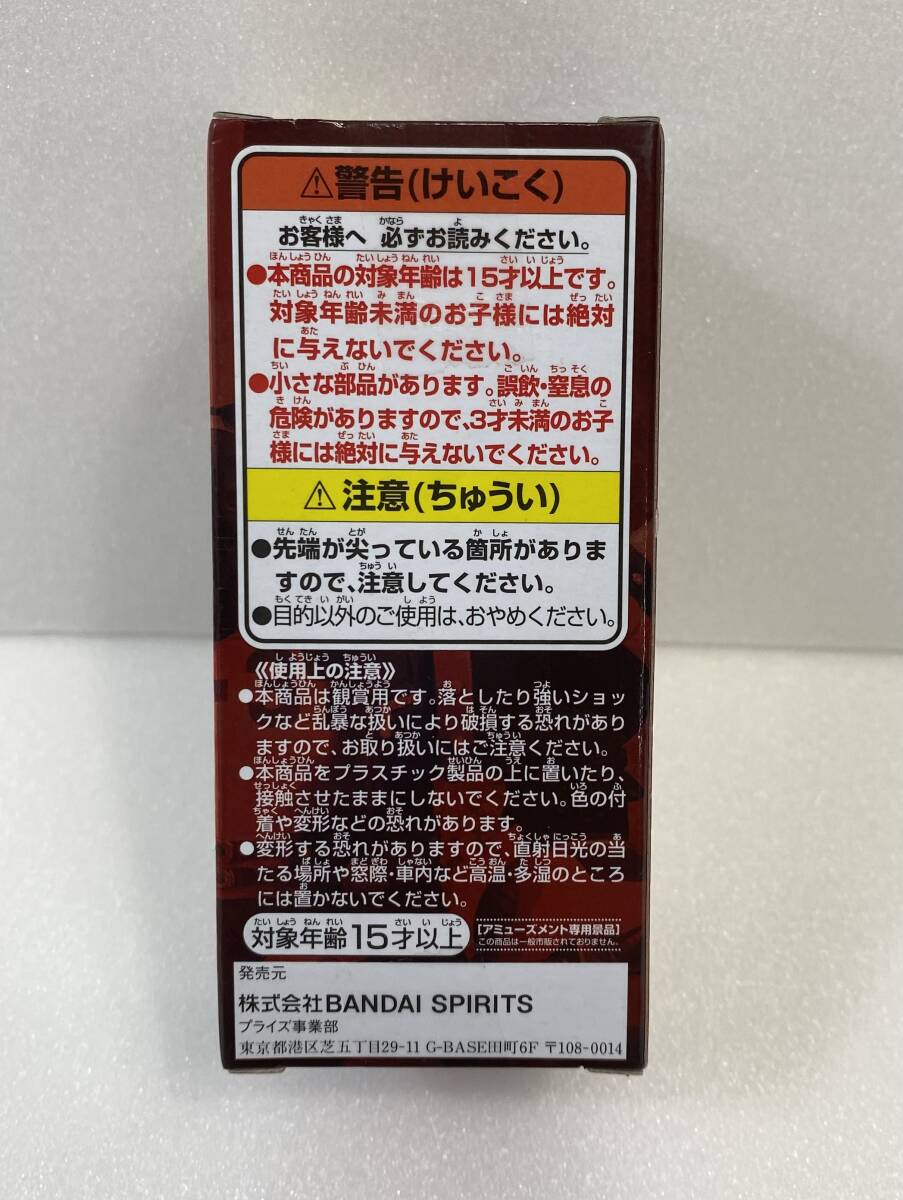 ⚠警告(けいこく)
お客様へ 必ずお読みください。
●本商品の対象年齢は15才以上です。
対象年齢未満のお子様には絶対
に与えないでください。
●小さな部品があります。誤飲・窒息の
危険がありますので、3才未満のお子
様には絶対に与えないでください。
⚠注意(ちゅうい)
●先端が尖っている箇所がありま
すので、注意してください。
●目的以外のご使用は、おやめください。
《使用上の注意》
●本商品は観賞用です。落としたり強いショッ
クなど乱暴な扱いにより破損する恐れがあり
ますので、お取り扱いにはご注意ください。
●本商品をプラスチック製品の上に置いたり、
接触させたままにしないでください。色の付
着や変形などの恐れがあります。
●変形する恐れがありますので、直射日光の当
たる場所や窓際・車内など高温・多湿のところ
には置かないでください。
対象年齢15才以上
【アミューズメント専用景品】
この商品は一般市販されておりません。
発売元
株式会社BANDAI SPIRITS
プライズ事業部
東京都港区芝五丁目29-11 G-BASE田町6F 〒108-0014